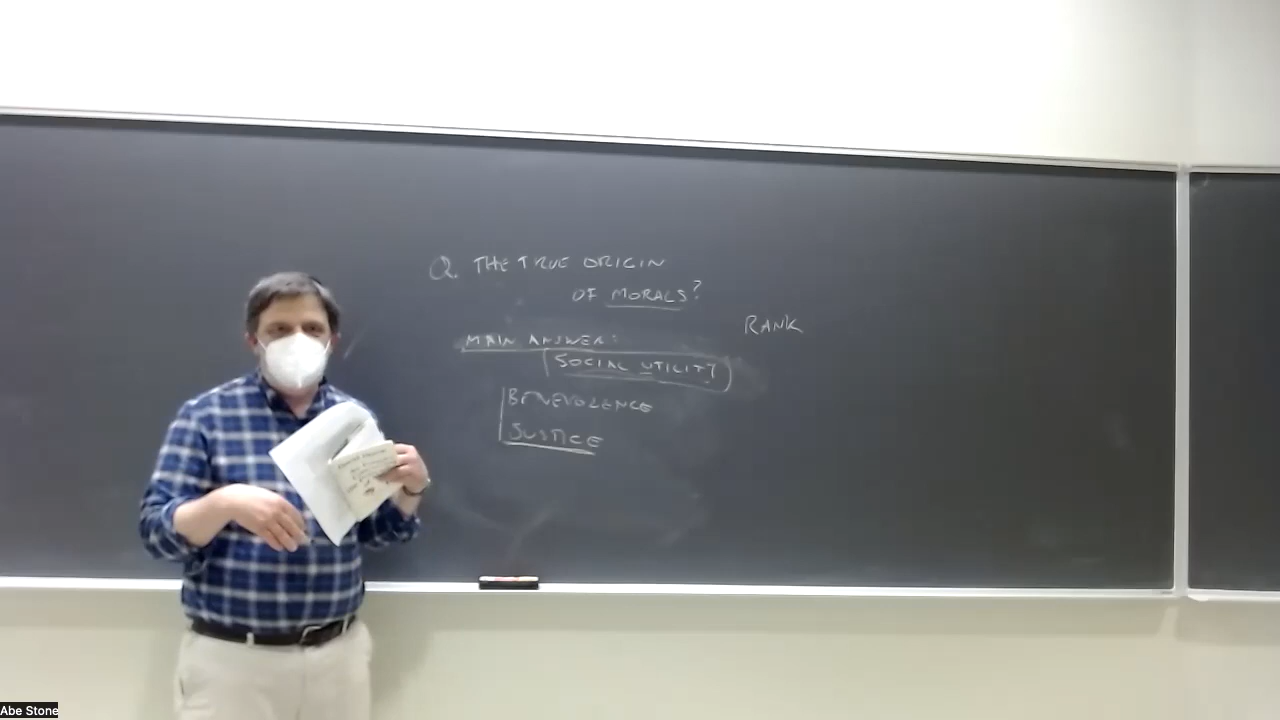 Q. THE TRUE ORIGIN
OF MORALS?
RANK
MAIN ANSWER:
SOCIAL UTILITY
BENEVOLENCE
JUSTICE
Abe Stone